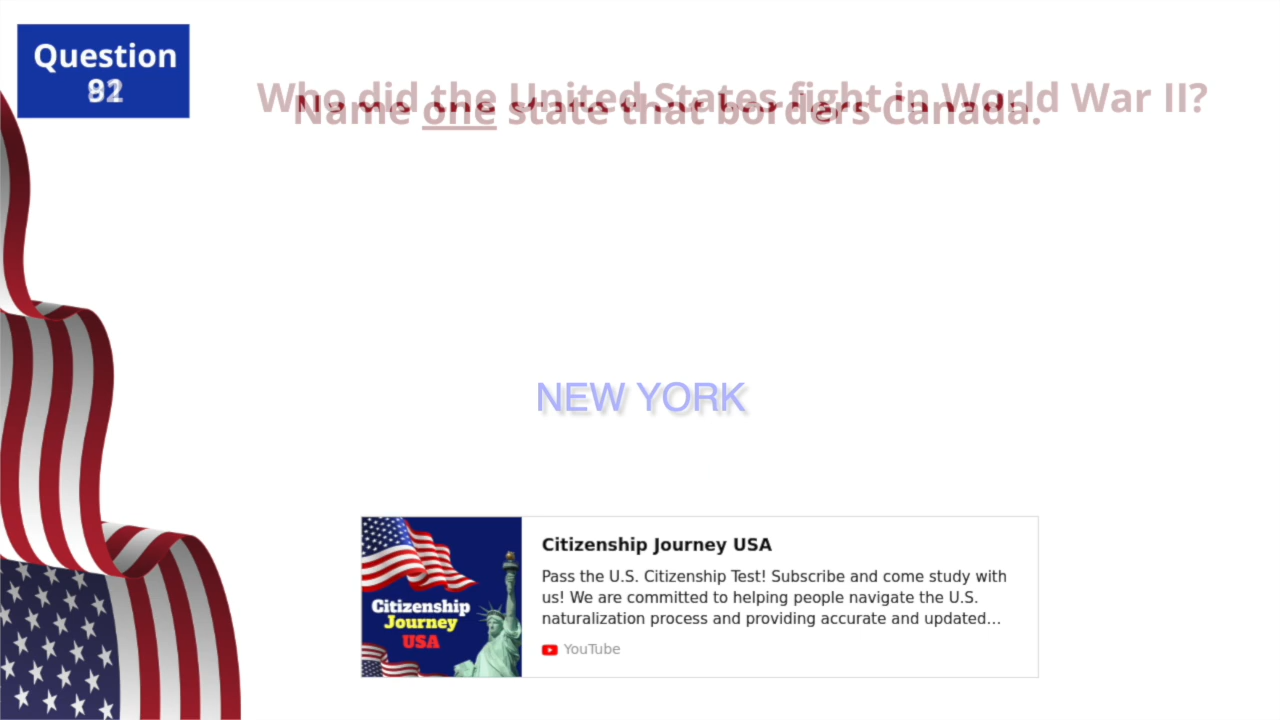 Question
Who did the United States fight in World War II?
Name one state that borders Canada.
NEW YORK
Citizenship Journey USA
Pass the U.S. Citizenship Test! Subscribe and come study with
us! We are committed to helping people navigate the U.S.
naturalization process and providing accurate and updated...
YouTube
Citizenship
Journey
USA